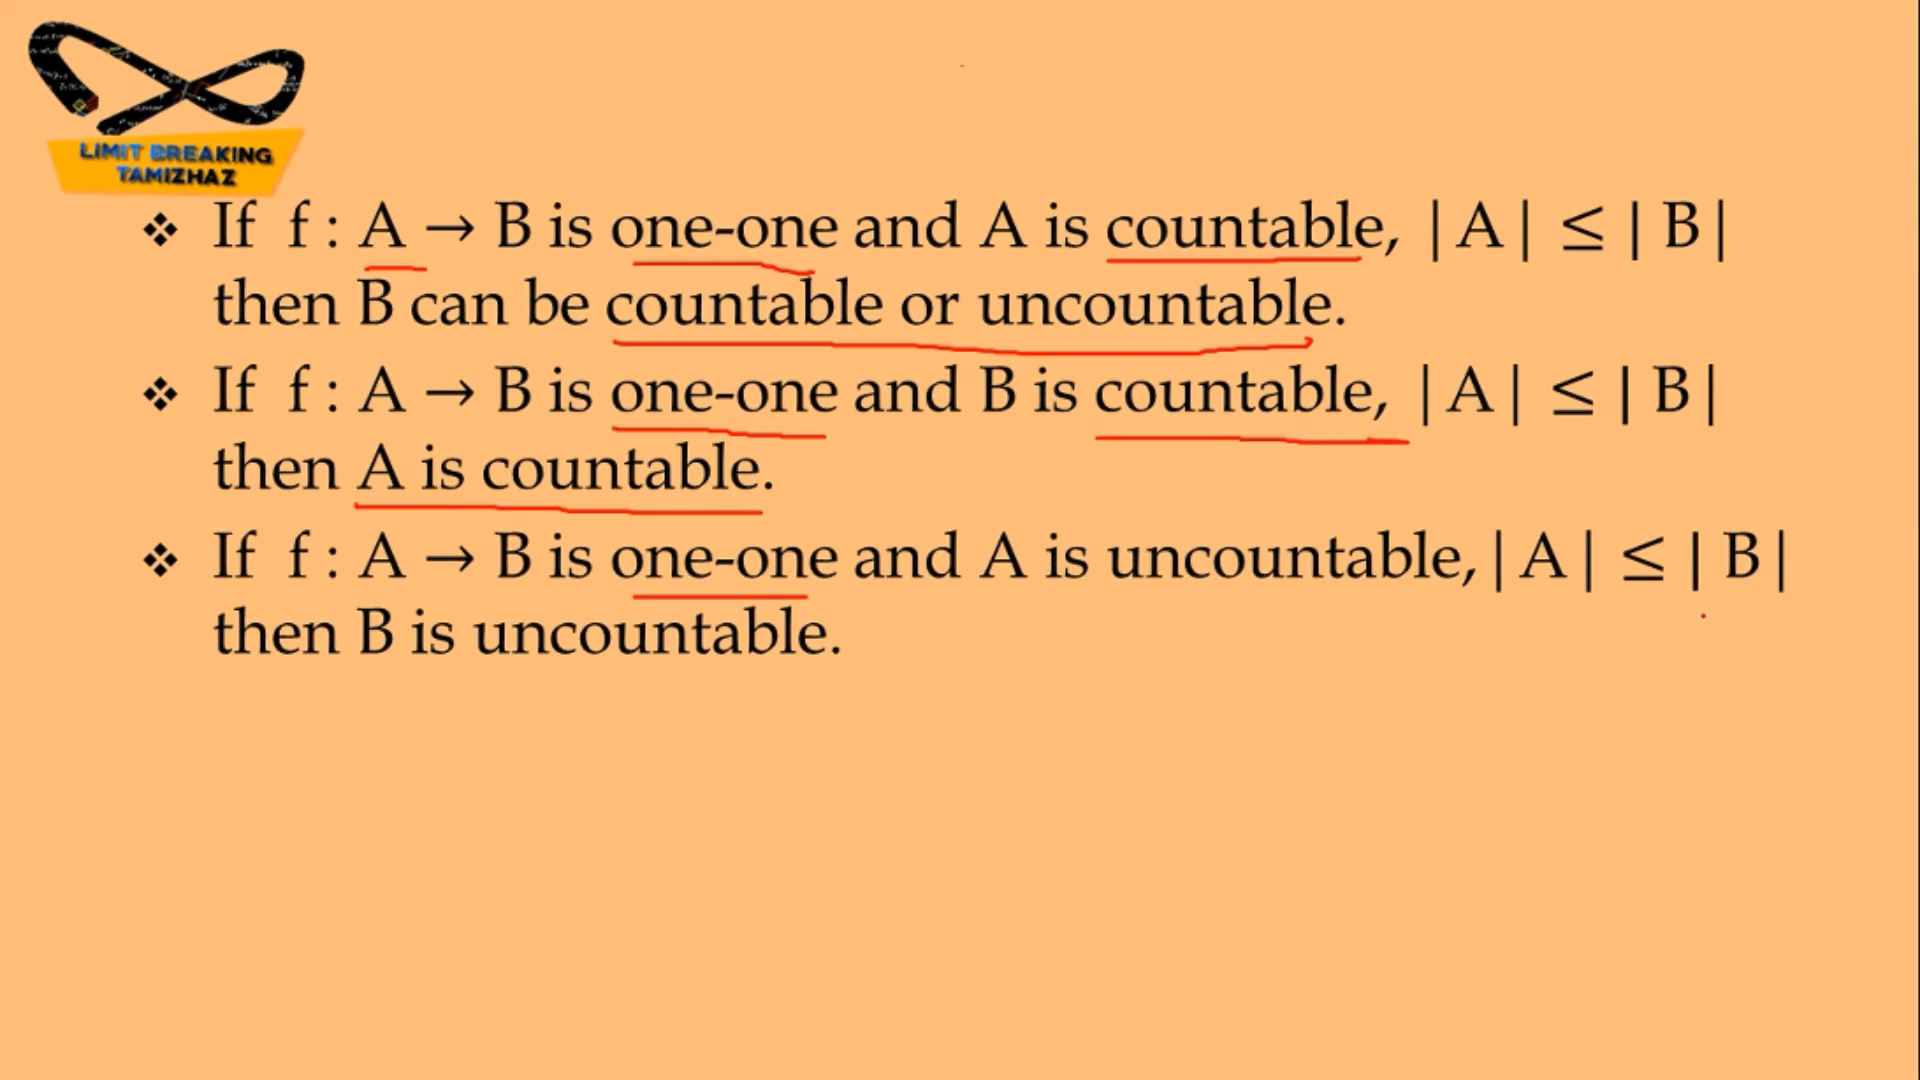 LIMIT BREAKING
TAMIZHAZ
❖ If f : A → B is one-one and A is countable, |A| ≤ | B|
then B can be countable or uncountable.
❖ If f : A → B is one-one and B is countable, |A| ≤ | B|
then A is countable.
❖ If f : A → B is one-one and A is uncountable,|A| ≤ | B|
then B is uncountable.